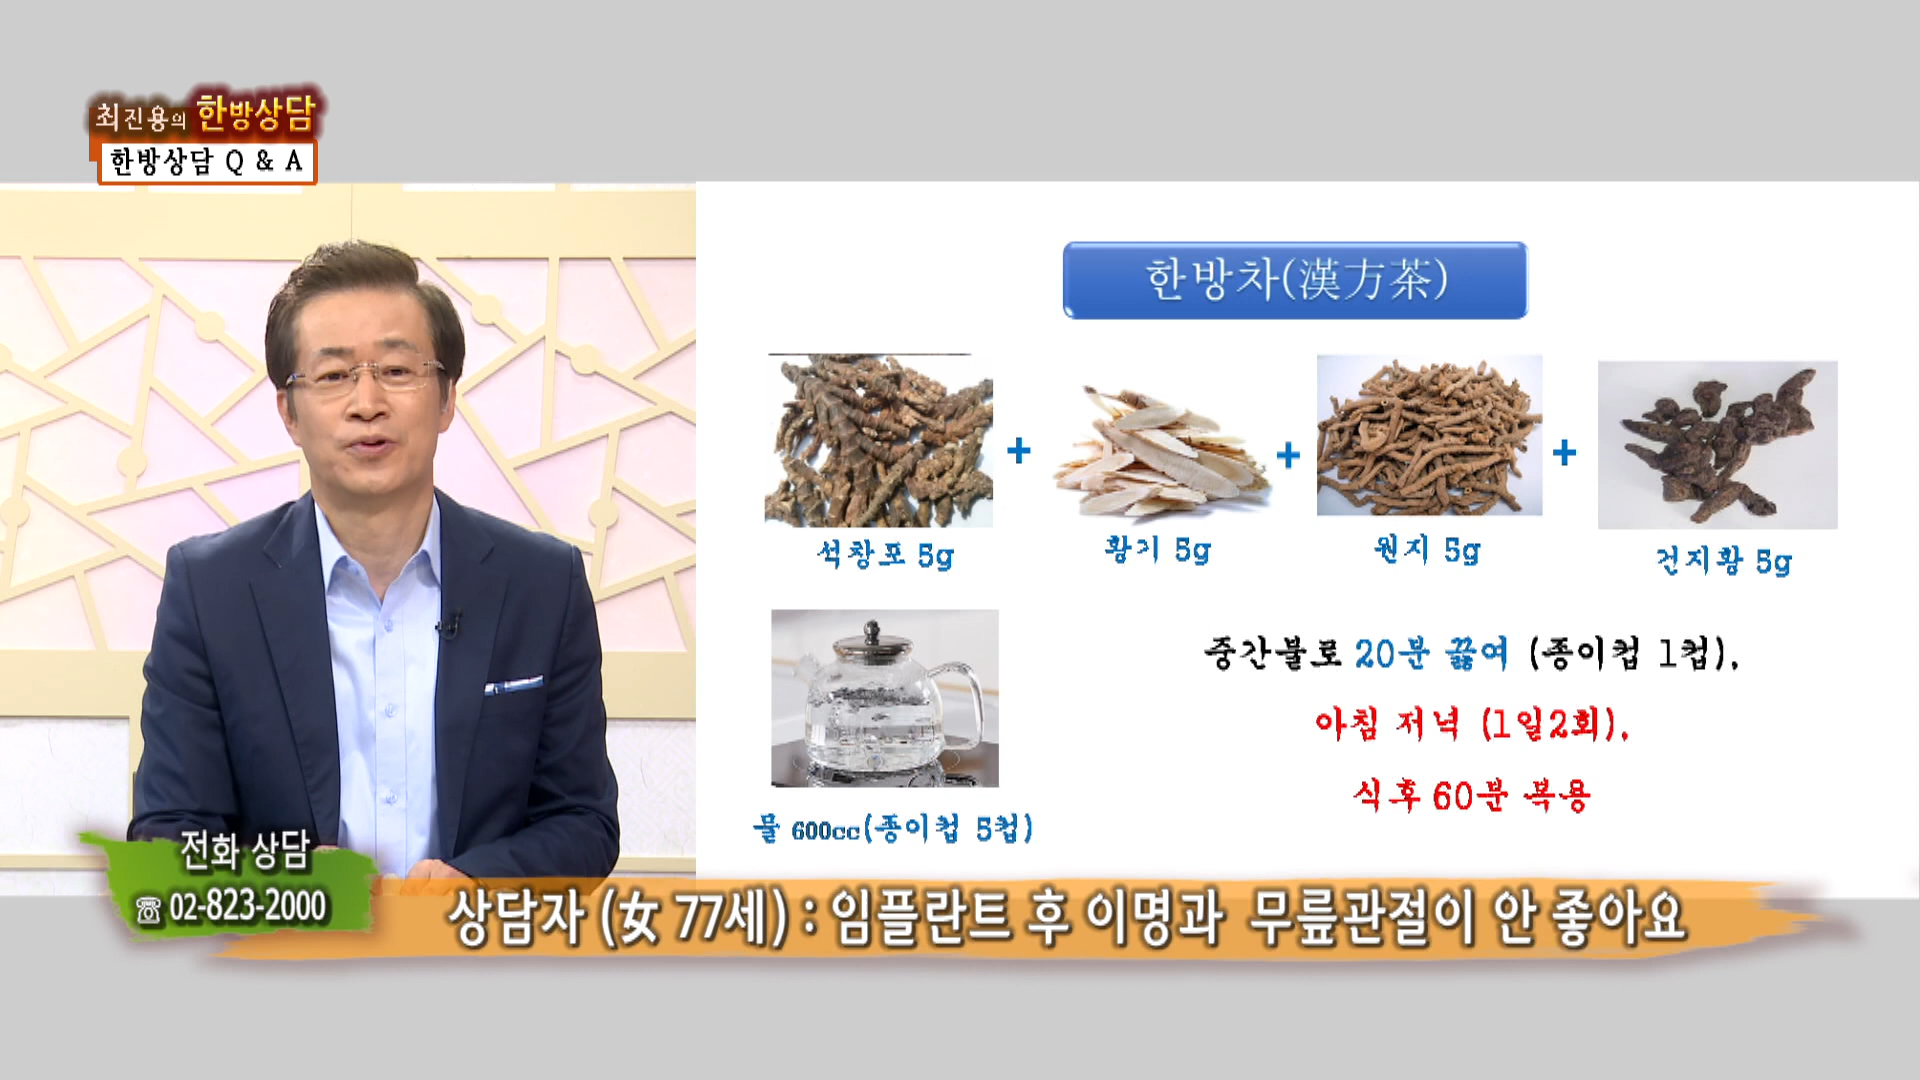 최진용의 한방상담
한방상담 Q & A
한방차(漢方茶)
석창포 5g
+
황기 5g
+
원지 5g
+
건지황 5g
물 600cc(종이컵 5컵)
중간불로 20분 끓여 (종이컵 1컵).
아침 저녁 (1일2회).
식후 60분 복용
전화 상담
☎ 02-823-2000
상담자 (女 77세) : 임플란트 후 이명과 무릎관절이 안 좋아요